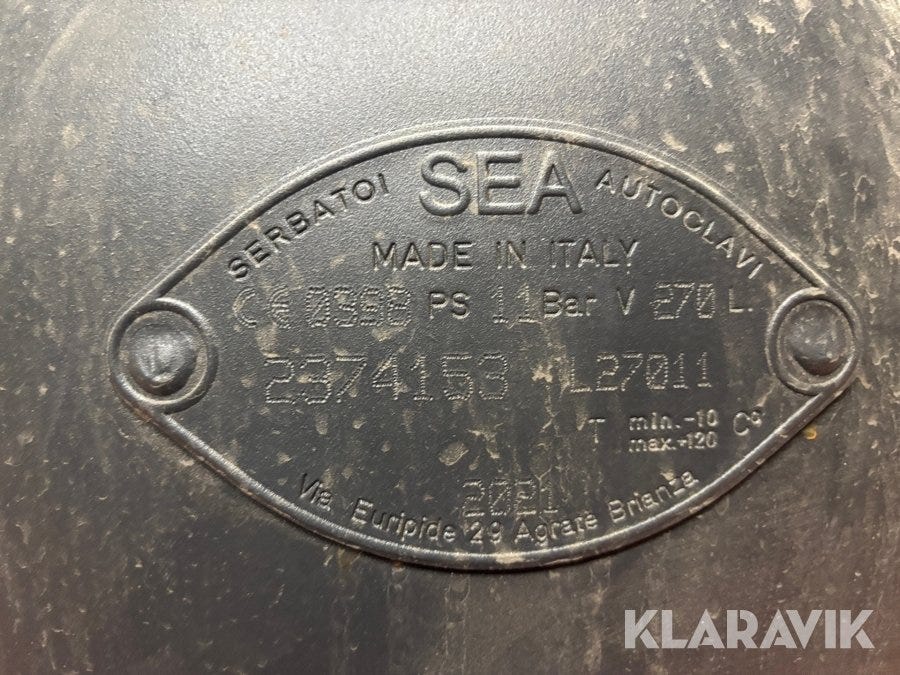 SERBATOI SEA AUTOCLAVI
MADE IN ITALY
CE 0398 PS 11 Bar V 270 L.
2374153 L27011
T min.-10 C°
max.+120
2021
Via Euripide 29 Agrate Brianza
KLARAVIK